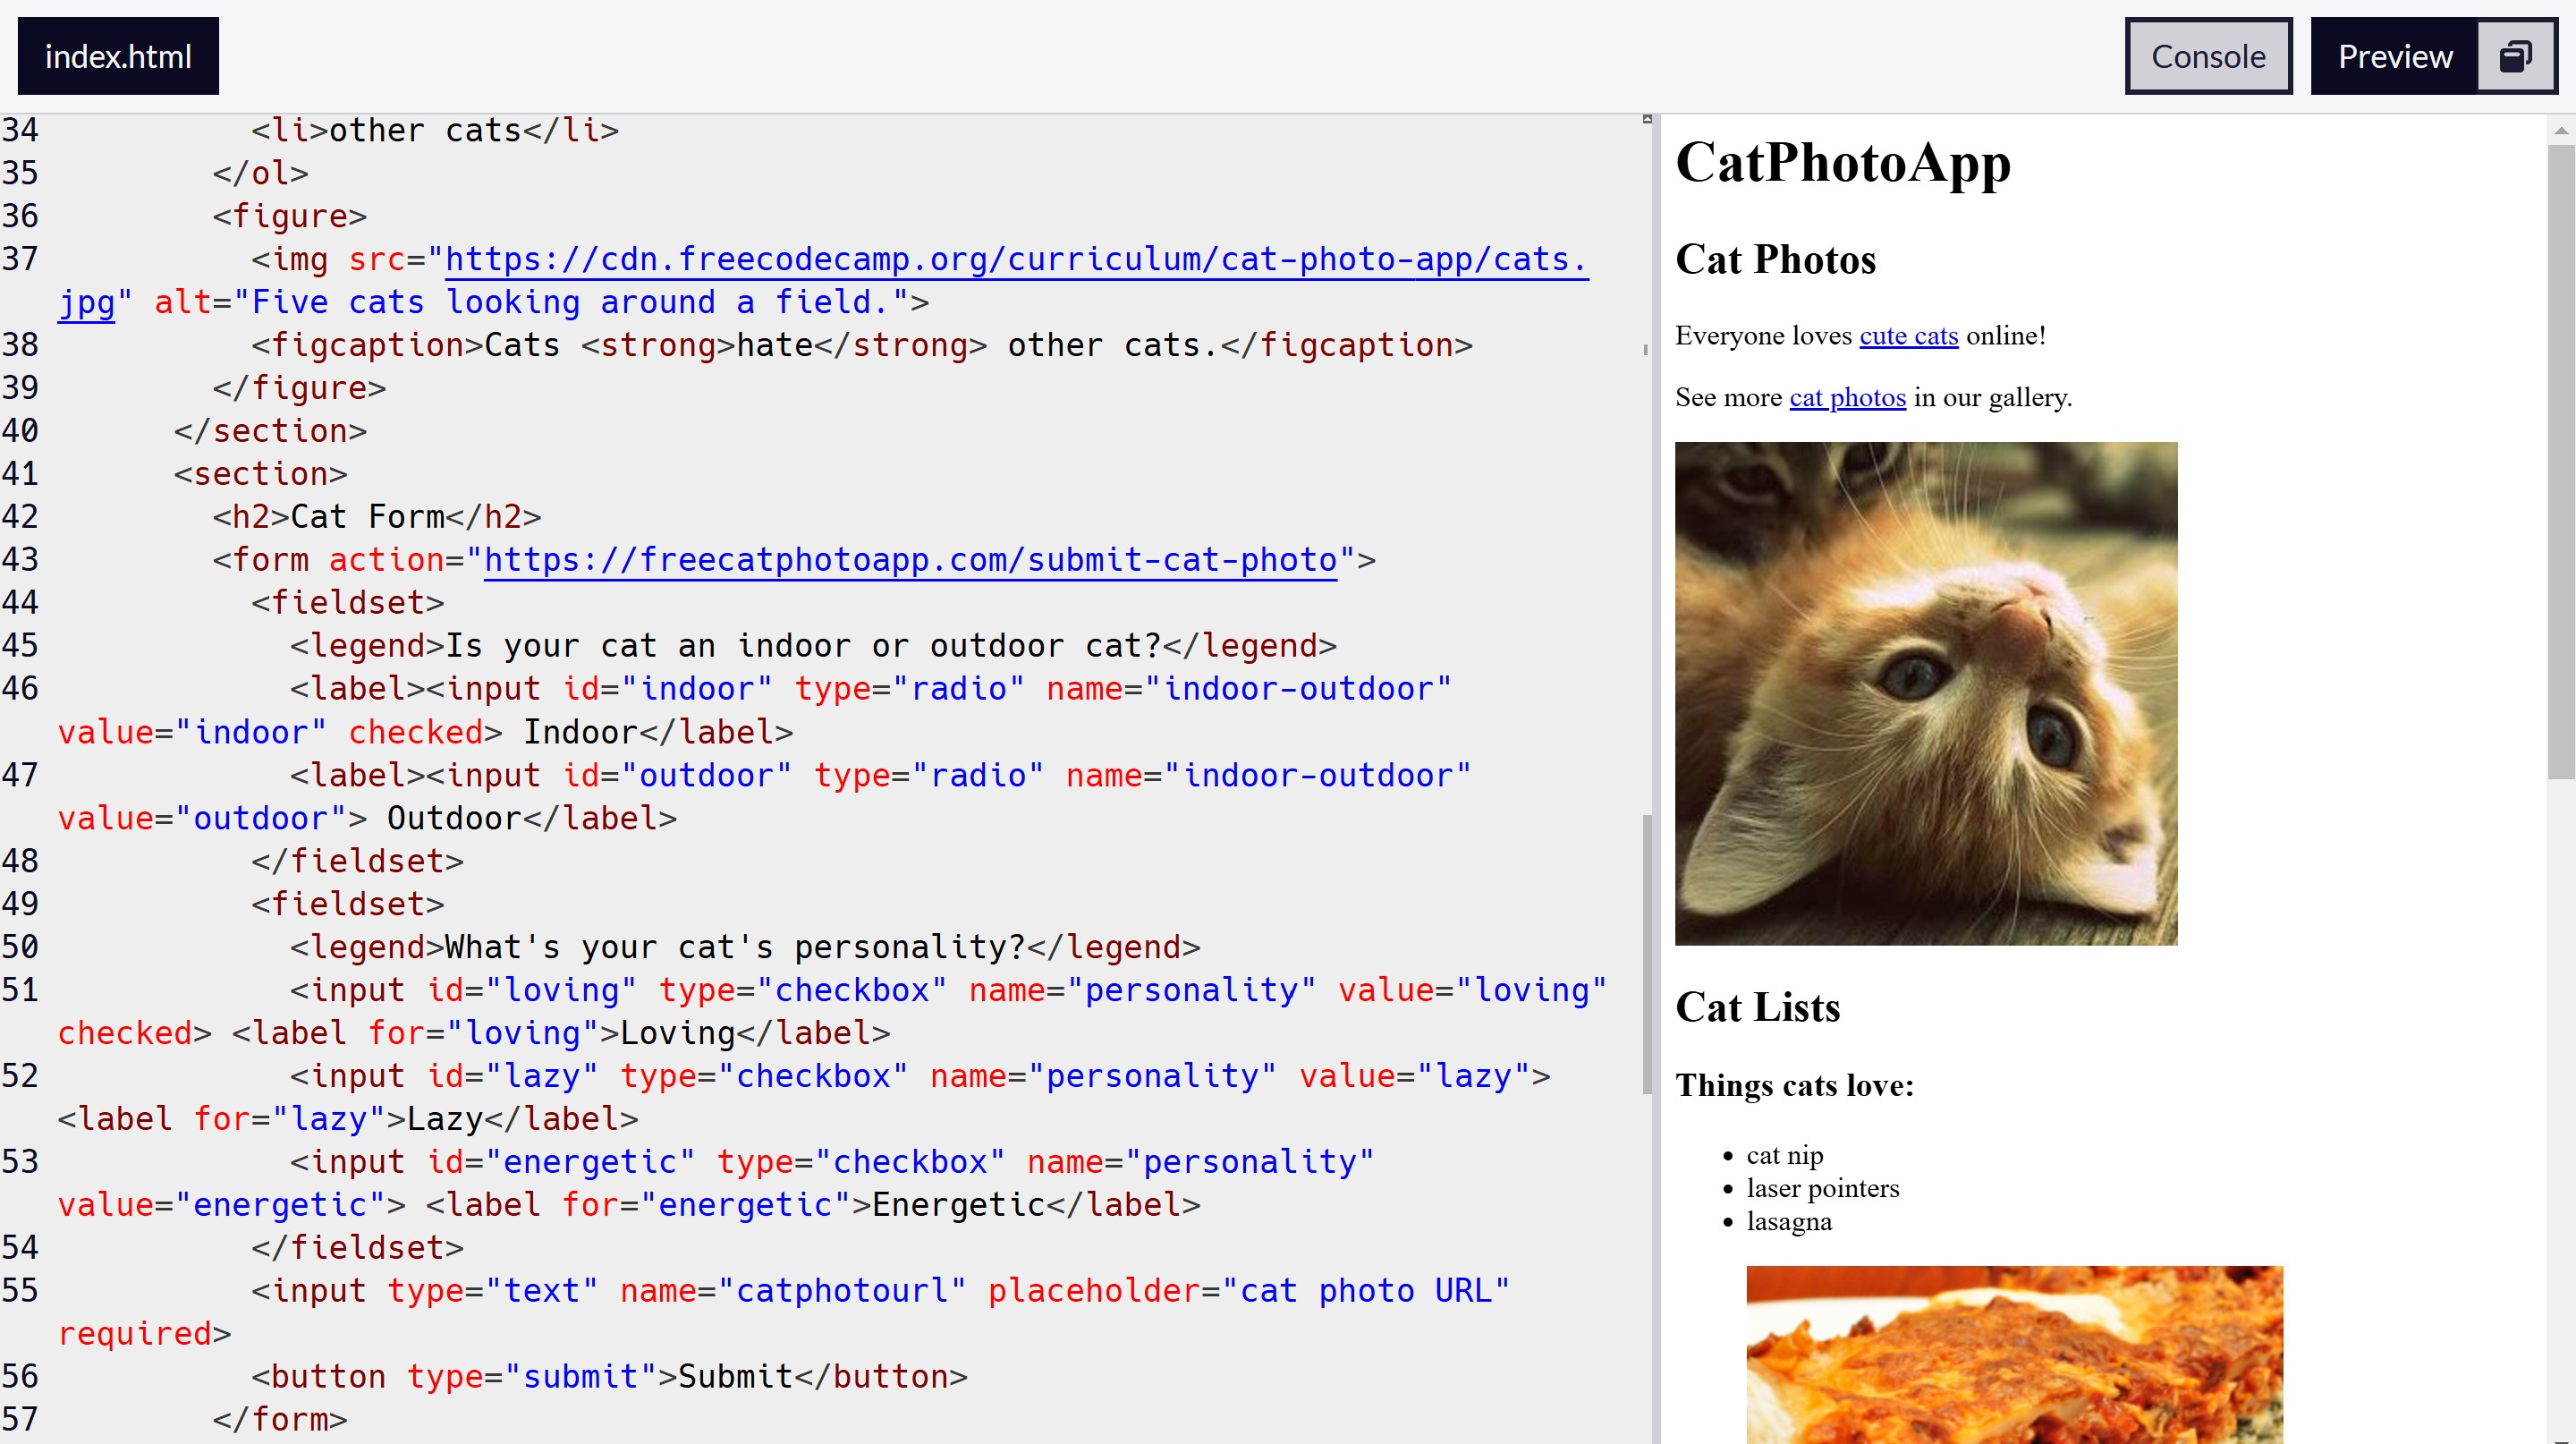 index.html
Console
Preview
34 <li>other cats</li>
35 </ol>
36 <figure>
37 <img src="https://cdn.freecodecamp.org/curriculum/cat-photo-app/cats.
jpg" alt="Five cats looking around a field.">
38 <figcaption>Cats <strong>hate</strong> other cats.</figcaption>
39 </figure>
40 </section>
41 <section>
42 <h2>Cat Form</h2>
43 <form action="https://freecatphotoapp.com/submit-cat-photo">
44 <fieldset>
45 <legend>Is your cat an indoor or outdoor cat?</legend>
46 <label><input id="indoor" type="radio" name="indoor-outdoor"
value="indoor" checked> Indoor</label>
47 <label><input id="outdoor" type="radio" name="indoor-outdoor"
value="outdoor"> Outdoor</label>
48 </fieldset>
49 <fieldset>
50 <legend>What's your cat's personality?</legend>
51 <input id="loving" type="checkbox" name="personality" value="loving"
checked> <label for="loving">Loving</label>
52 <input id="lazy" type="checkbox" name="personality" value="lazy">
<label for="lazy">Lazy</label>
53 <input id="energetic" type="checkbox" name="personality"
value="energetic"> <label for="energetic">Energetic</label>
54 </fieldset>
55 <input type="text" name="catphotourl" placeholder="cat photo URL"
required>
56 <button type="submit">Submit</button>
57 </form>
CatPhotoApp
Cat Photos
Everyone loves cute cats online!
See more cat photos in our gallery.
Cat Lists
Things cats love:
• cat nip
• laser pointers
• lasagna